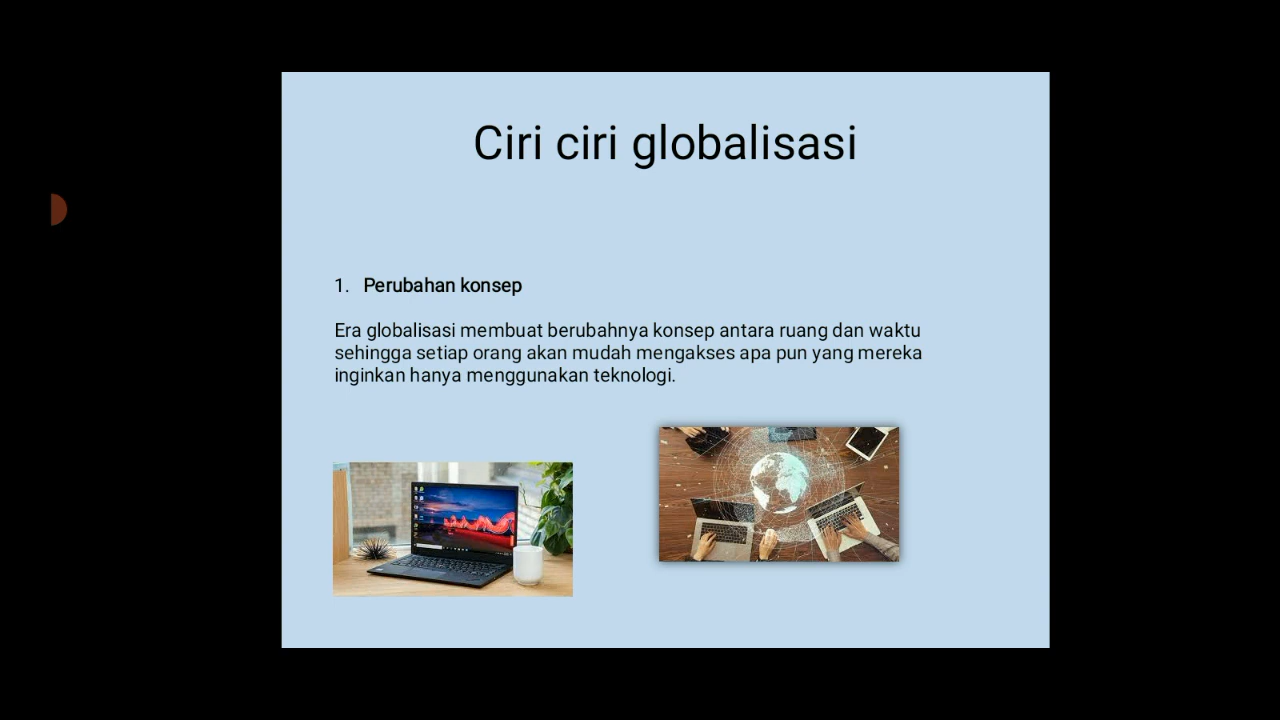 Ciri ciri globalisasi
1. Perubahan konsep
Era globalisasi membuat berubahnya konsep antara ruang dan waktu
sehingga setiap orang akan mudah mengakses apa pun yang mereka
inginkan hanya menggunakan teknologi.